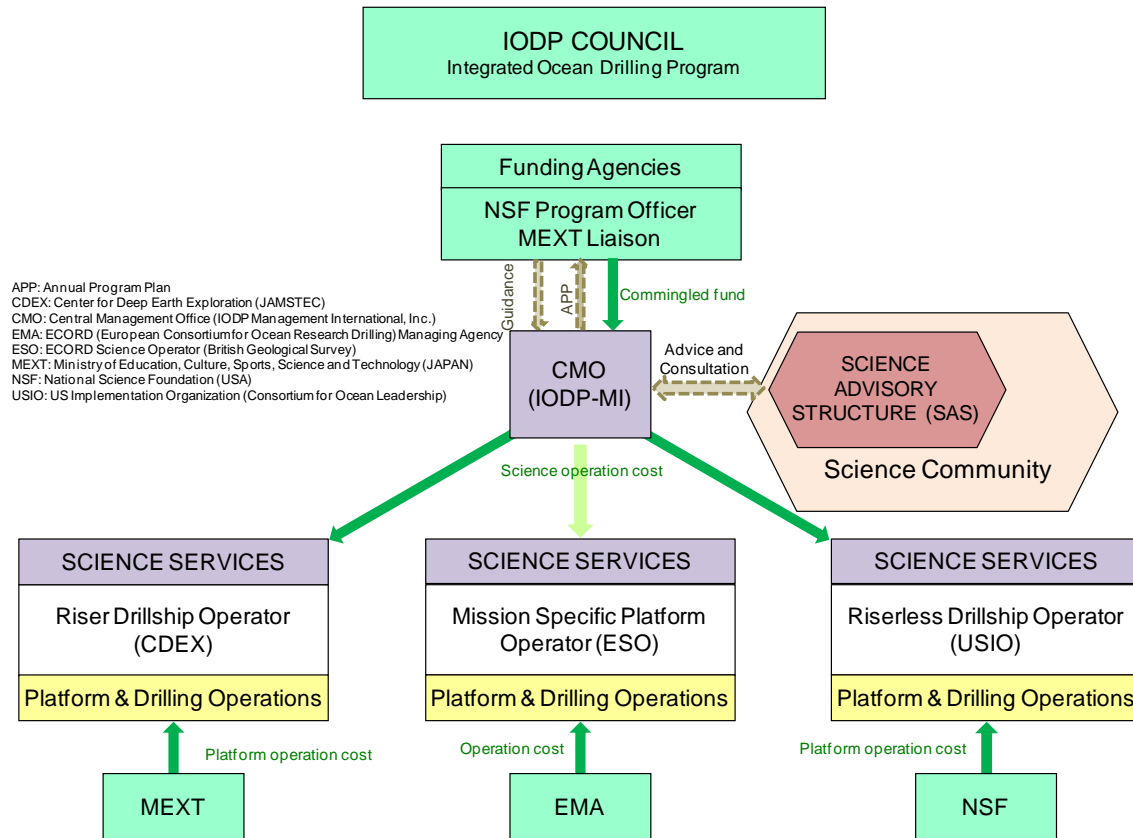 IODP COUNCIL
Integrated Ocean Drilling Program
Funding Agencies
NSF Program Officer
MEXT Liaison
Guidance
APP
Commingled fund
APP: Annual Program Plan
CDEX: Center for Deep Earth Exploration (JAMSTEC)
CMO: Central Management Office (IODP Management International, Inc.)
EMA: ECORD (European Consortium for Ocean Research Drilling) Managing Agency
ESO: ECORD Science Operator (British Geological Survey)
MEXT: Ministry of Education, Culture, Sports, Science and Technology (JAPAN)
NSF: National Science Foundation (USA)
USIO: US Implementation Organization (Consortium for Ocean Leadership)
CMO
(IODP-MI)
Advice and
Consultation
SCIENCE
ADVISORY
STRUCTURE (SAS)
Science Community
Science operation cost
SCIENCE SERVICES
Riser Drillship Operator
(CDEX)
Platform & Drilling Operations
SCIENCE SERVICES
Mission Specific Platform
Operator (ESO)
Platform & Drilling Operations
SCIENCE SERVICES
Riserless Drillship Operator
(USIO)
Platform & Drilling Operations
Platform operation cost
Operation cost
Platform operation cost
MEXT
EMA
NSF